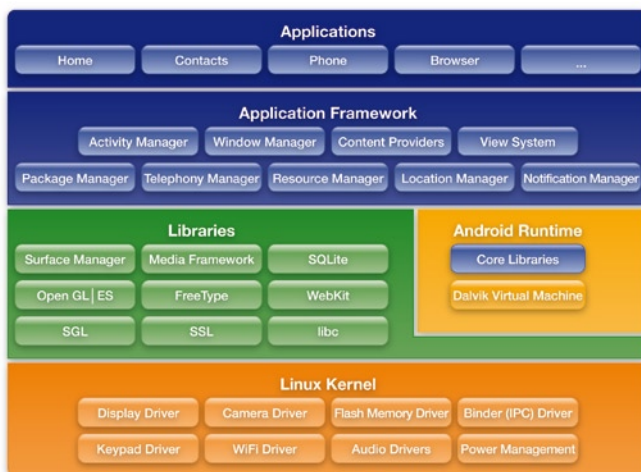 Applications
Home Contacts Phone Browser ...
Application Framework
Activity Manager Window Manager Content Providers View System
Package Manager Telephony Manager Resource Manager Location Manager Notification Manager
Libraries Android Runtime
Surface Manager Media Framework SQLite Core Libraries
Open GL|ES FreeType WebKit Dalvik Virtual Machine
SGL SSL libc
Linux Kernel
Display Driver Camera Driver Flash Memory Driver Binder (IPC) Driver
Keypad Driver WiFi Driver Audio Drivers Power Management